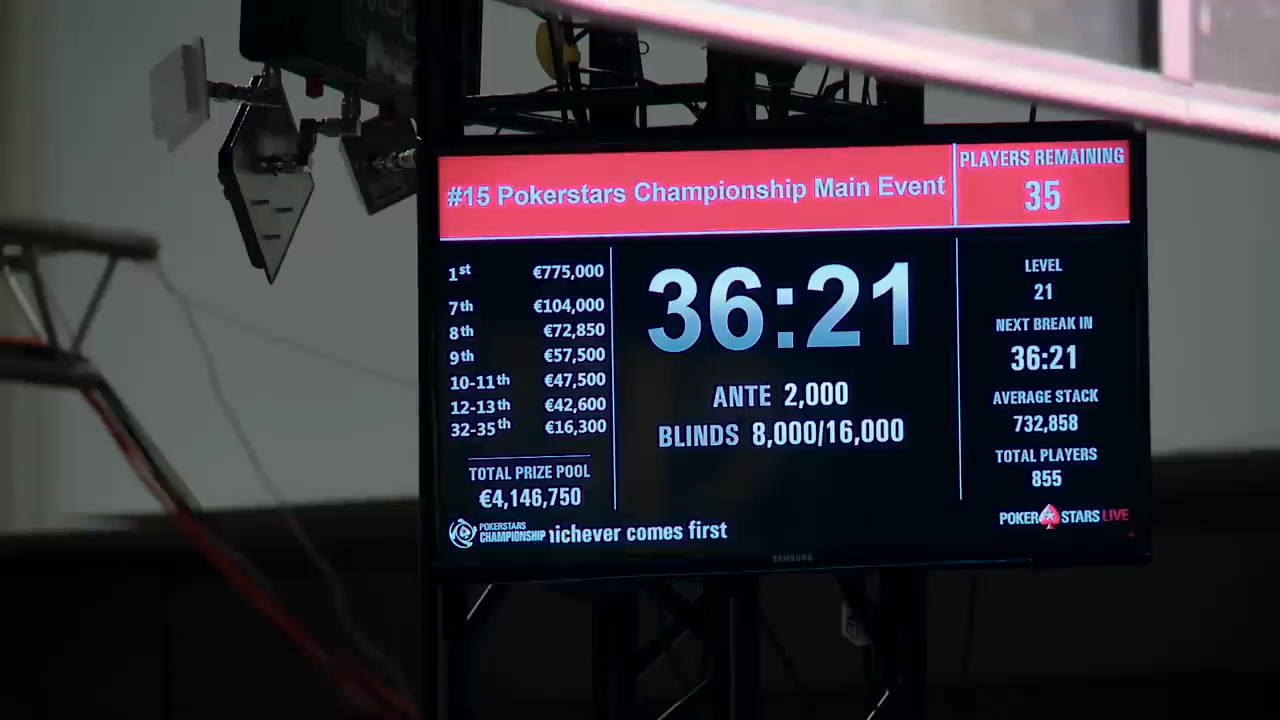 #15 Pokerstars Championship Main Event
PLAYERS REMAINING
35
1st €775,000
7th €104,000
8th €72,850
9th €57,500
10-11th €47,500
12-13th €42,600
32-35th €16,300
TOTAL PRIZE POOL
€4,146,750
36:21
ANTE 2,000
BLINDS 8,000/16,000
LEVEL
21
NEXT BREAK IN
36:21
AVERAGE STACK
732,858
TOTAL PLAYERS
855
POKERSTARS
CHAMPIONSHIP
comes first
POKER STARS LIVE
SAMSUNG